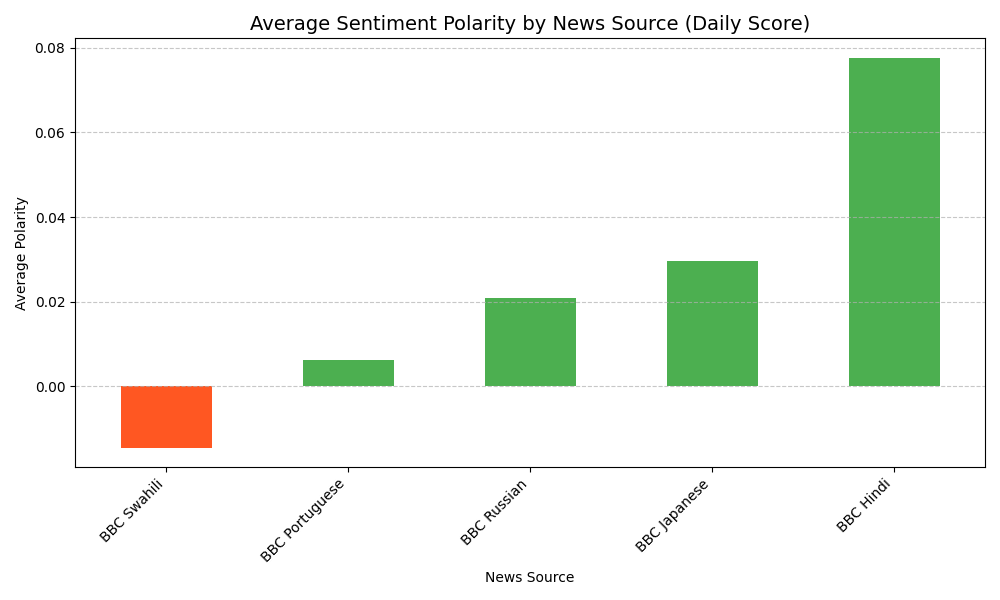 Average Sentiment Polarity by News Source (Daily Score)
0.08
0.06
0.04
0.02
0.00
Average Polarity
BBC Swahili
BBC Portuguese
BBC Russian
BBC Japanese
BBC Hindi
News Source